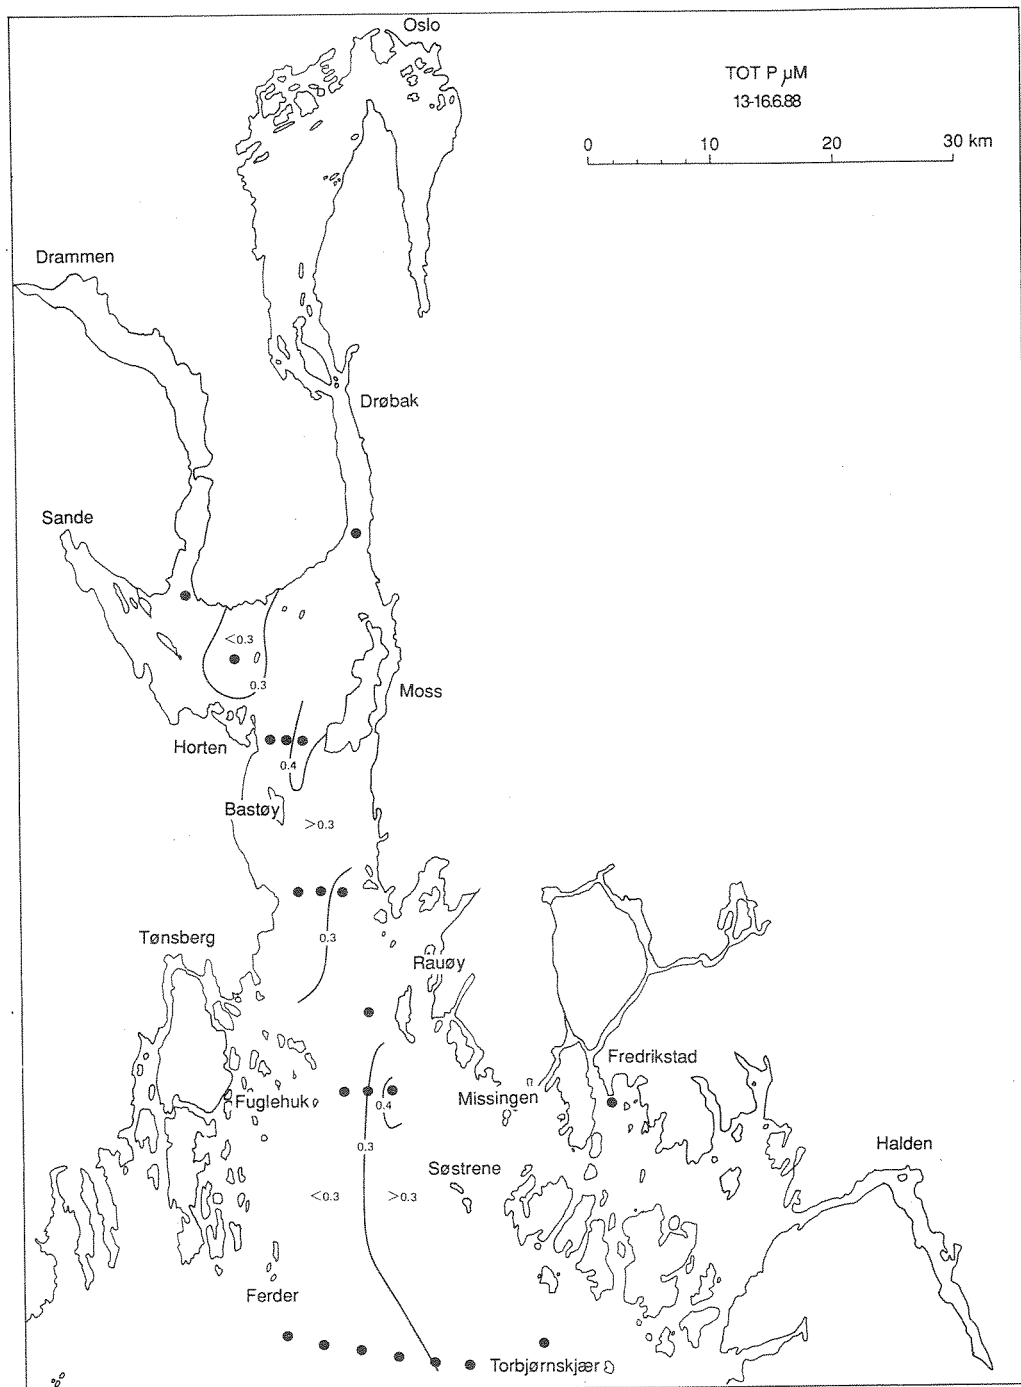 Oslo
TOT P µM
13-16.6.88
0 10 20 30 km
Drammen
Drøbak
Sande
<0.3
0.3
Moss
Horten
0.4
Bastøy
>0.3
0.3
Tønsberg
Rauøy
Fredrikstad
Fuglehuk
0.4
Missingen
0.3
Halden
Søstrene
<0.3
>0.3
Ferder
Torbjørnskjær